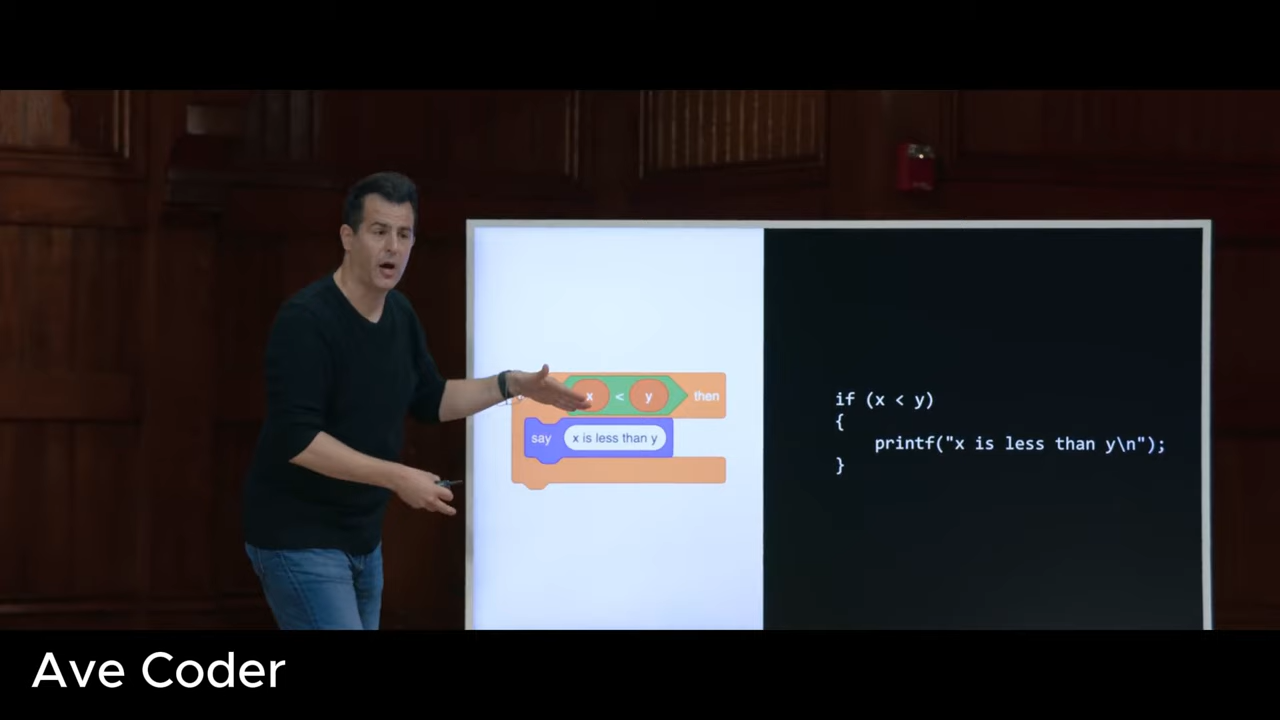 x < y then
say x is less than y
if (x < y)
{
printf("x is less than y\n");
}
Ave Coder